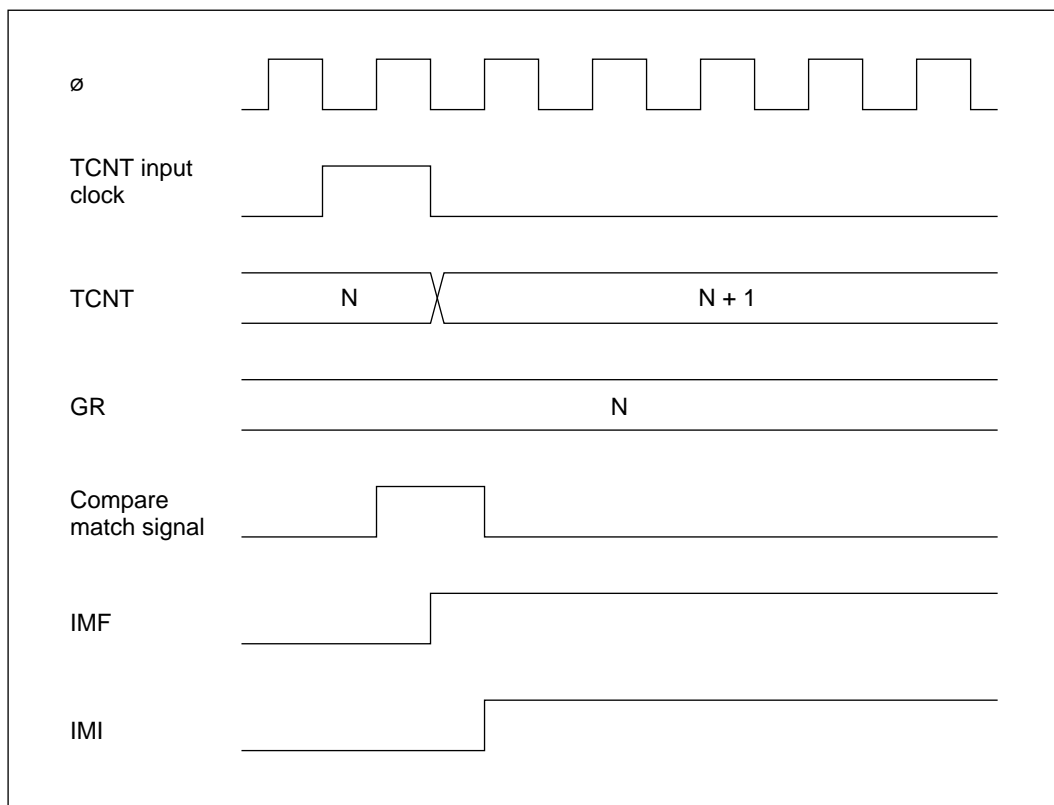 ø
TCNT input
clock
TCNT
N
N + 1
GR
N
Compare
match signal
IMF
IMI